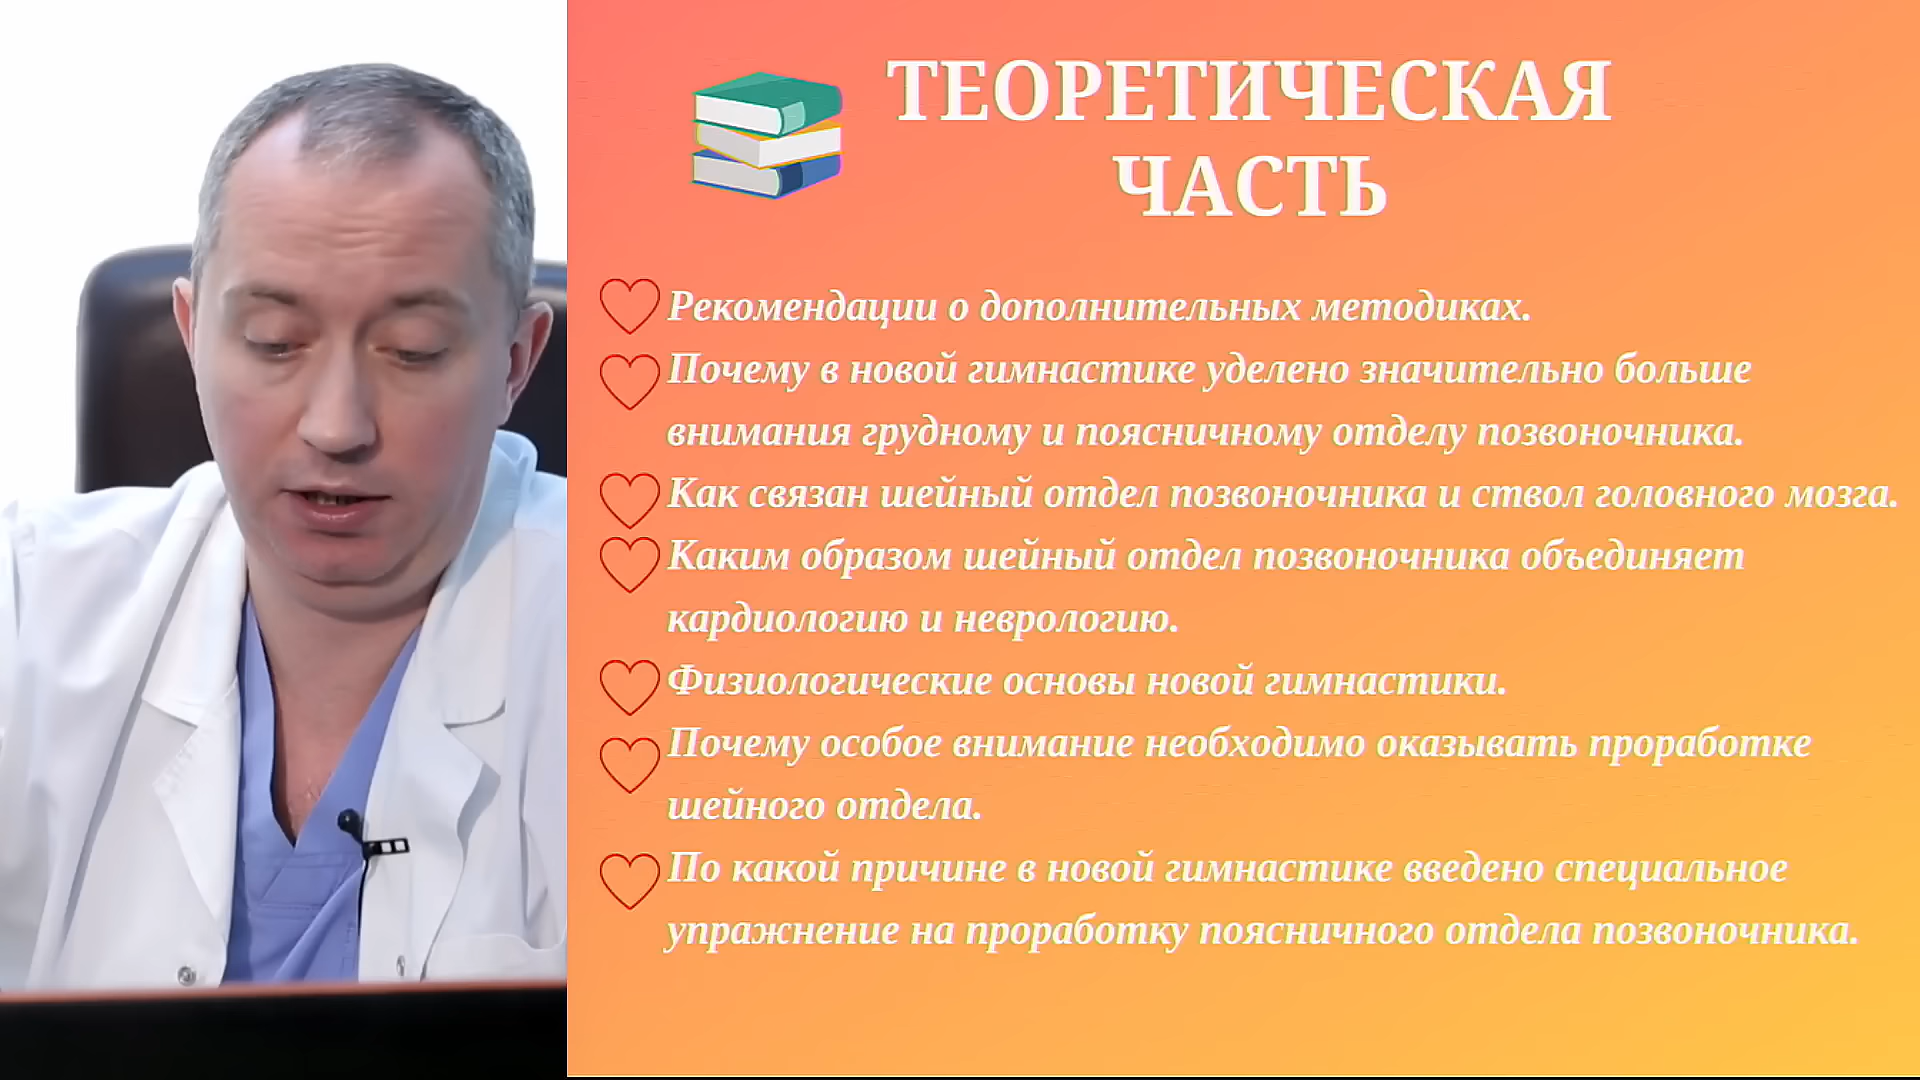 ТЕОРЕТИЧЕСКАЯ
ЧАСТЬ
Рекомендации о дополнительных методиках.
Почему в новой гимнастике уделено значительно больше
внимания грудному и поясничному отделу позвоночника.
Как связан шейный отдел позвоночника и ствол головного мозга.
Каким образом шейный отдел позвоночника объединяет
кардиологию и неврологию.
Физиологические основы новой гимнастики.
Почему особое внимание необходимо оказывать проработке
шейного отдела.
По какой причине в новой гимнастике введено специальное
упражнение на проработку поясничного отдела позвоночника.